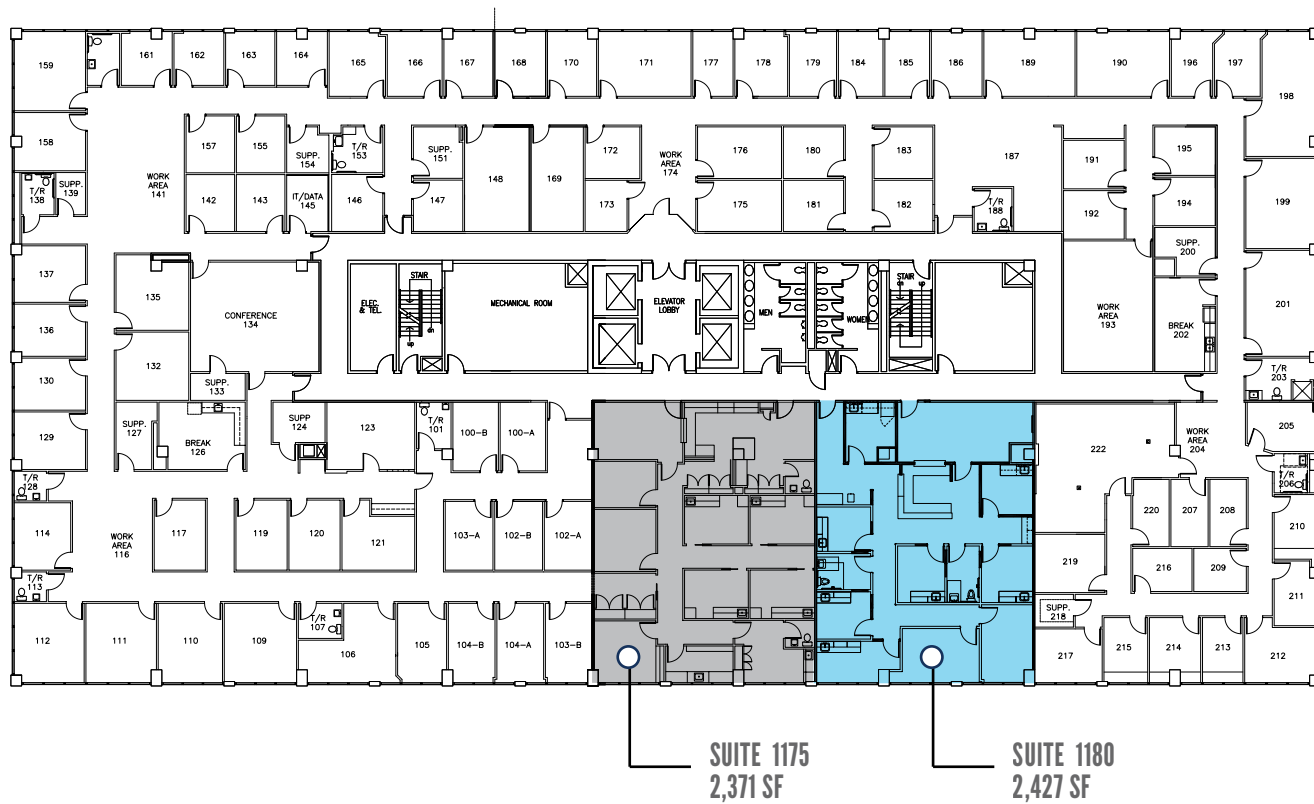 159
161
162
163
164
165
166
167
168
170
171
177
178
179
184
185
186
189
190
196
197
198
158
157
155
SUPP.
154
T/R
153
SUPP.
151
148
169
172
WORK
AREA
174
176
180
183
187
191
195
T/R
138
SUPP.
139
WORK
AREA
141
142
143
IT/DATA
145
146
147
173
175
181
182
T/R
188
192
194
199
137
135
SUPP.
200
136
CONFERENCE
134
ELEC.
& TEL.
STAIR
dn
up
MECHANICAL ROOM
ELEVATOR
LOBBY
MEN
WOMEN
STAIR
dn
up
WORK
AREA
193
BREAK
202
201
130
132
SUPP.
133
T/R
203
129
SUPP.
127
BREAK
126
SUPP
124
123
T/R
101
100-B
100-A
222
WORK
AREA
204
205
T/R
128
T/R
206
114
WORK
AREA
116
117
119
120
121
103-A
102-B
102-A
220
207
208
210
T/R
113
219
216
209
211
112
111
110
109
T/R
107
106
105
104-B
104-A
103-B
SUPP.
218
217
215
214
213
212
SUITE 1175
2,371 SF
SUITE 1180
2,427 SF